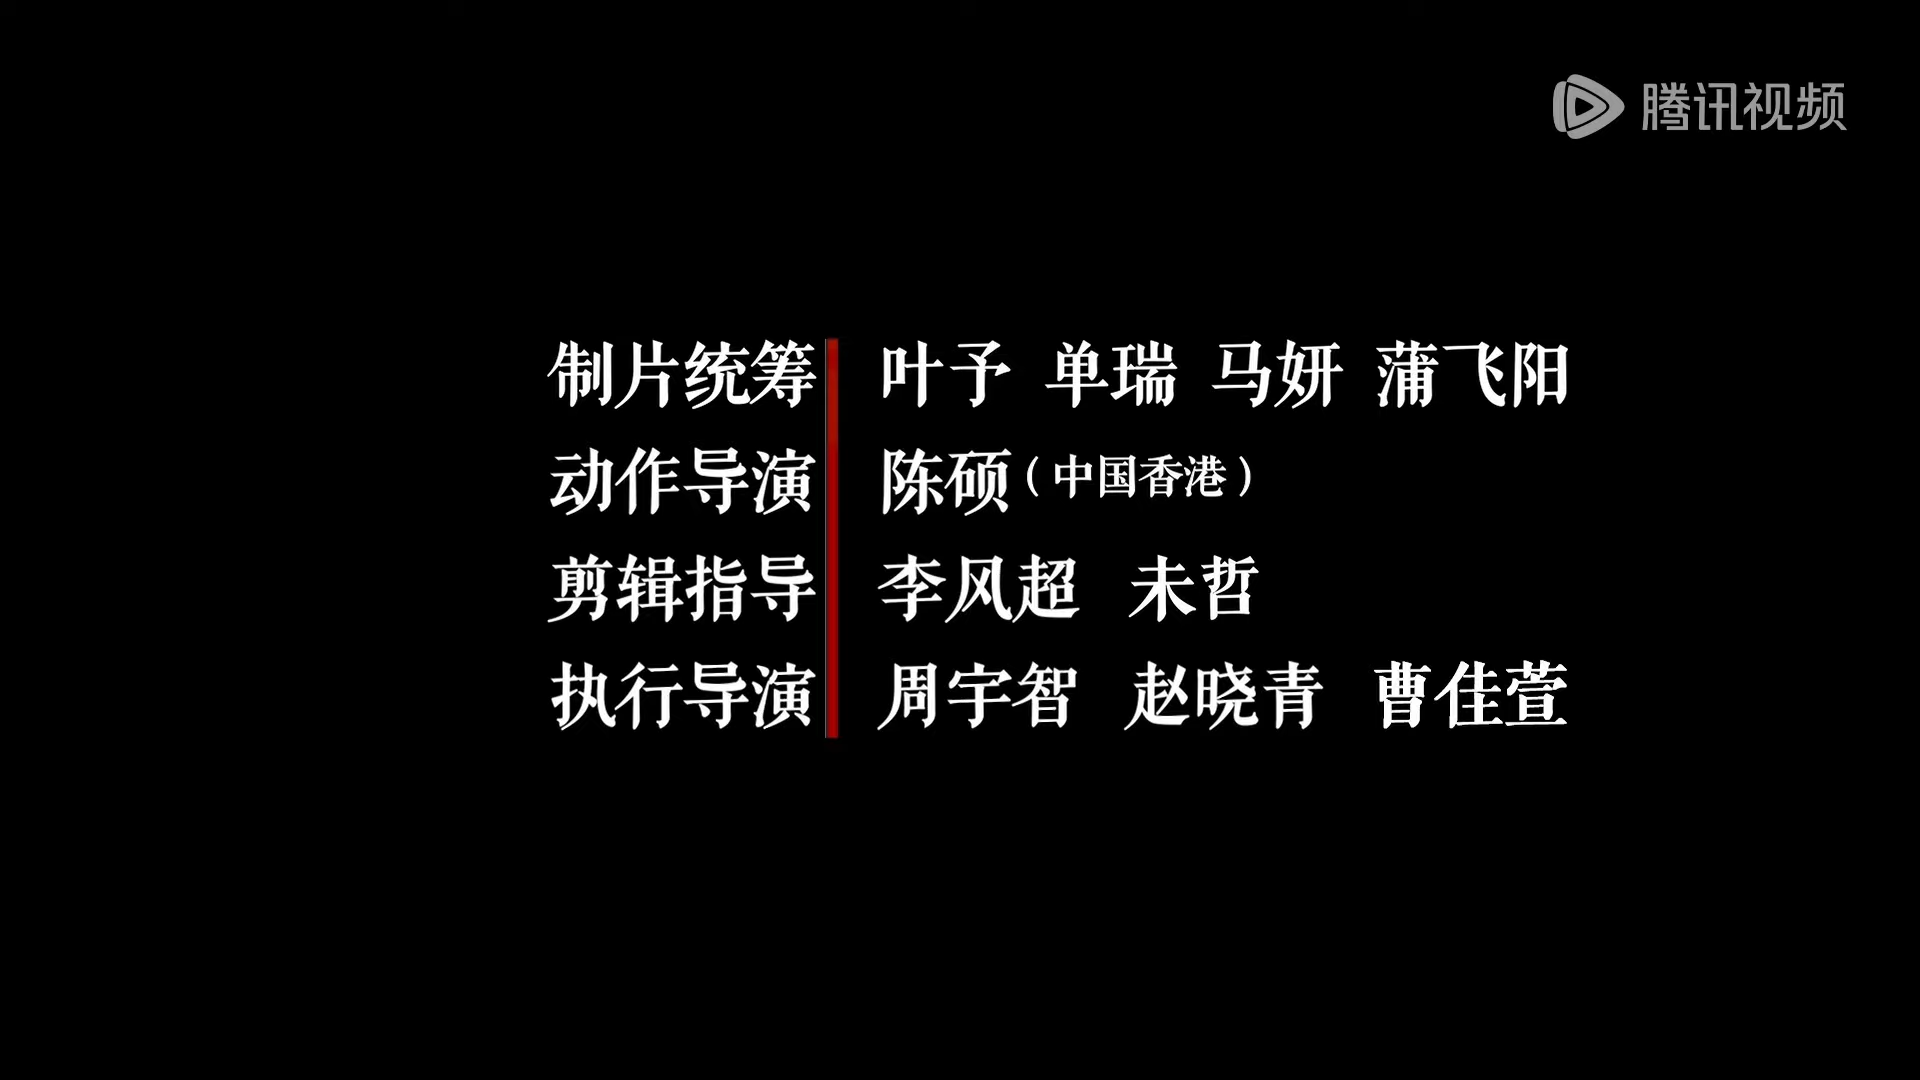 腾讯视频
制片统筹 叶予 单瑞 马妍 蒲飞阳
动作导演 陈硕（中国香港）
剪辑指导 李风超 未哲
执行导演 周宇智 赵晓青 曹佳萱